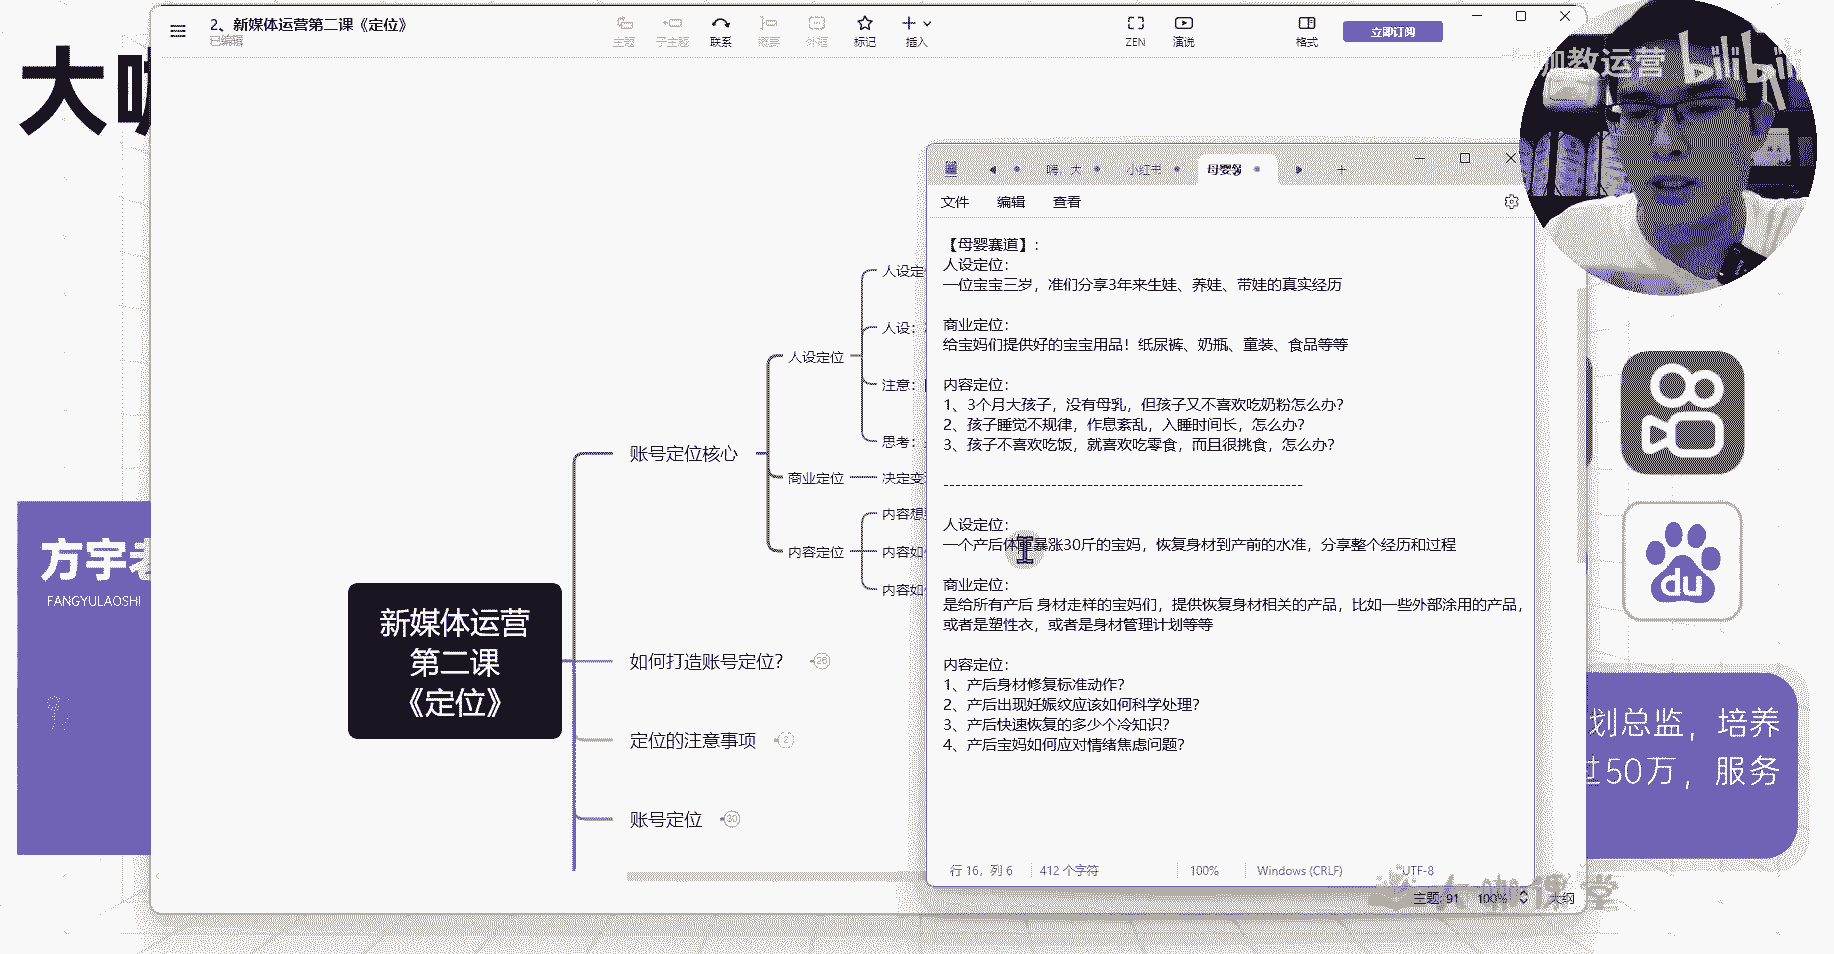 2、新媒体运营第二课《定位》
已编辑
主题
子主题
联系
概要
外框
标记
插入
ZEN
演说
格式
立即订阅
大
咖教运营
bilibili
嗨,大
小红书
母婴
文件
编辑
查看
【母婴赛道】:
人设定位:
一位宝宝三岁,准们分享3年来生娃、养娃、带娃的真实经历
商业定位:
给宝妈们提供好的宝宝用品!纸尿裤、奶瓶、童装、食品等等
内容定位:
1、3个月大孩子,没有母乳,但孩子又不喜欢吃奶粉怎么办?
2、孩子睡觉不规律,作息紊乱,入睡时间长,怎么办?
3、孩子不喜欢吃饭,就喜欢吃零食,而且很挑食,怎么办?
------------------------------------------------------------
人设定位:
一个产后体重暴涨30斤的宝妈,恢复身材到产前的水准,分享整个经历和过程
商业定位:
是给所有产后 身材走样的宝妈们,提供恢复身材相关的产品,比如一些外部涂用的产品,
或者是塑性衣,或者是身材管理计划等等
内容定位:
1、产后身材修复标准动作?
2、产后出现妊娠纹应该如何科学处理?
3、产后快速恢复的多少个冷知识?
4、产后宝妈如何应对情绪焦虑问题?
行 16,列 6
412 个字符
100%
Windows (CRLF)
UTF-8
人设定
人设:
注意:
思考:
人设定位
账号定位核心
商业定位
决定变
内容想
内容定位
内容如
内容如
新媒体运营
第二课
《定位》
如何打造账号定位?
26
定位的注意事项
2
账号定位
30
方宇老
FANGYULAOSHI
du
划总监,培养
过50万,服务
主题: 91
100%
大纲
大咖课堂